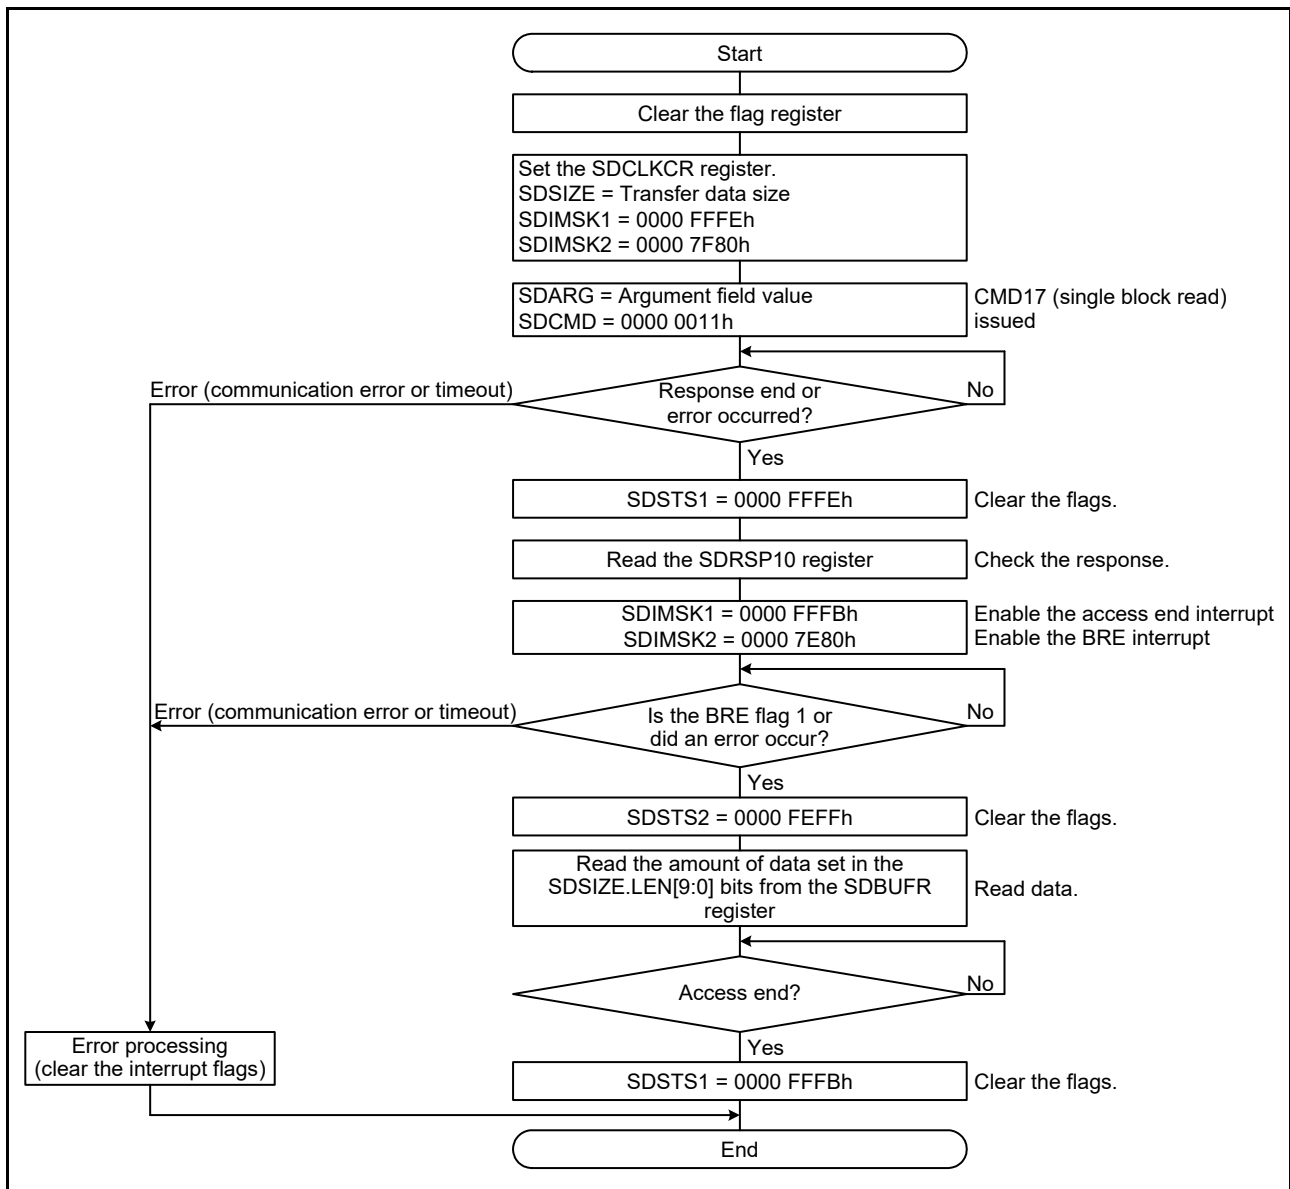 Start
Clear the flag register
Set the SDCLKCR register.
SDSIZE = Transfer data size
SDIMSK1 = 0000 FFFEh
SDIMSK2 = 0000 7F80h
SDARG = Argument field value
SDCMD = 0000 0011h
CMD17 (single block read)
issued
Error (communication error or timeout)
Response end or
error occurred?
No
Yes
SDSTS1 = 0000 FFFEh
Clear the flags.
Read the SDRSP10 register
Check the response.
SDIMSK1 = 0000 FFFBh
SDIMSK2 = 0000 7E80h
Enable the access end interrupt
Enable the BRE interrupt
Error (communication error or timeout)
Is the BRE flag 1 or
did an error occur?
No
Yes
SDSTS2 = 0000 FEFFh
Clear the flags.
Read the amount of data set in the
SDSIZE.LEN[9:0] bits from the SDBUFR
register
Read data.
Access end?
No
Yes
Error processing
(clear the interrupt flags)
SDSTS1 = 0000 FFFBh
Clear the flags.
End